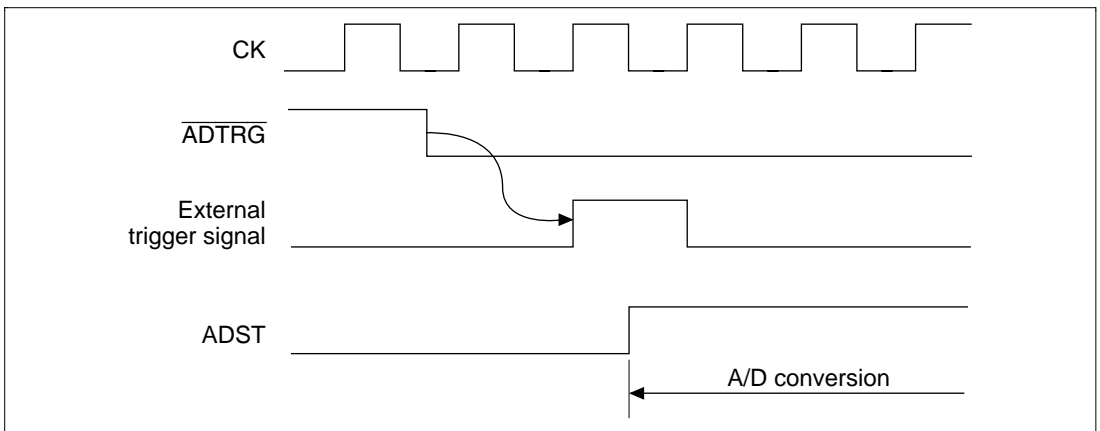 CK
ADTRG
External
trigger signal
ADST
A/D conversion